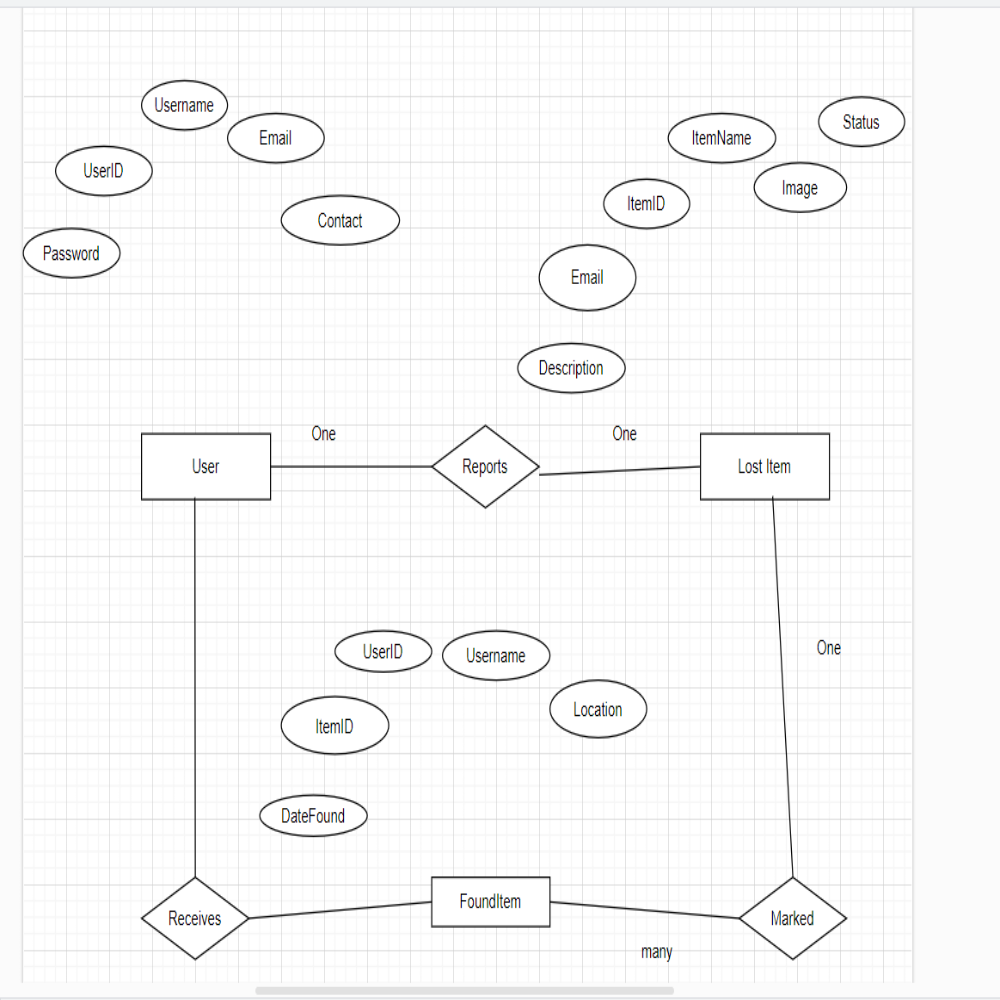 Username
Email
UserID
Contact
Password
Status
ItemName
Image
ItemID
Email
Description
One
One
User
Reports
Lost Item
UserID
Username
One
Location
ItemID
DateFound
FoundItem
Receives
Marked
many